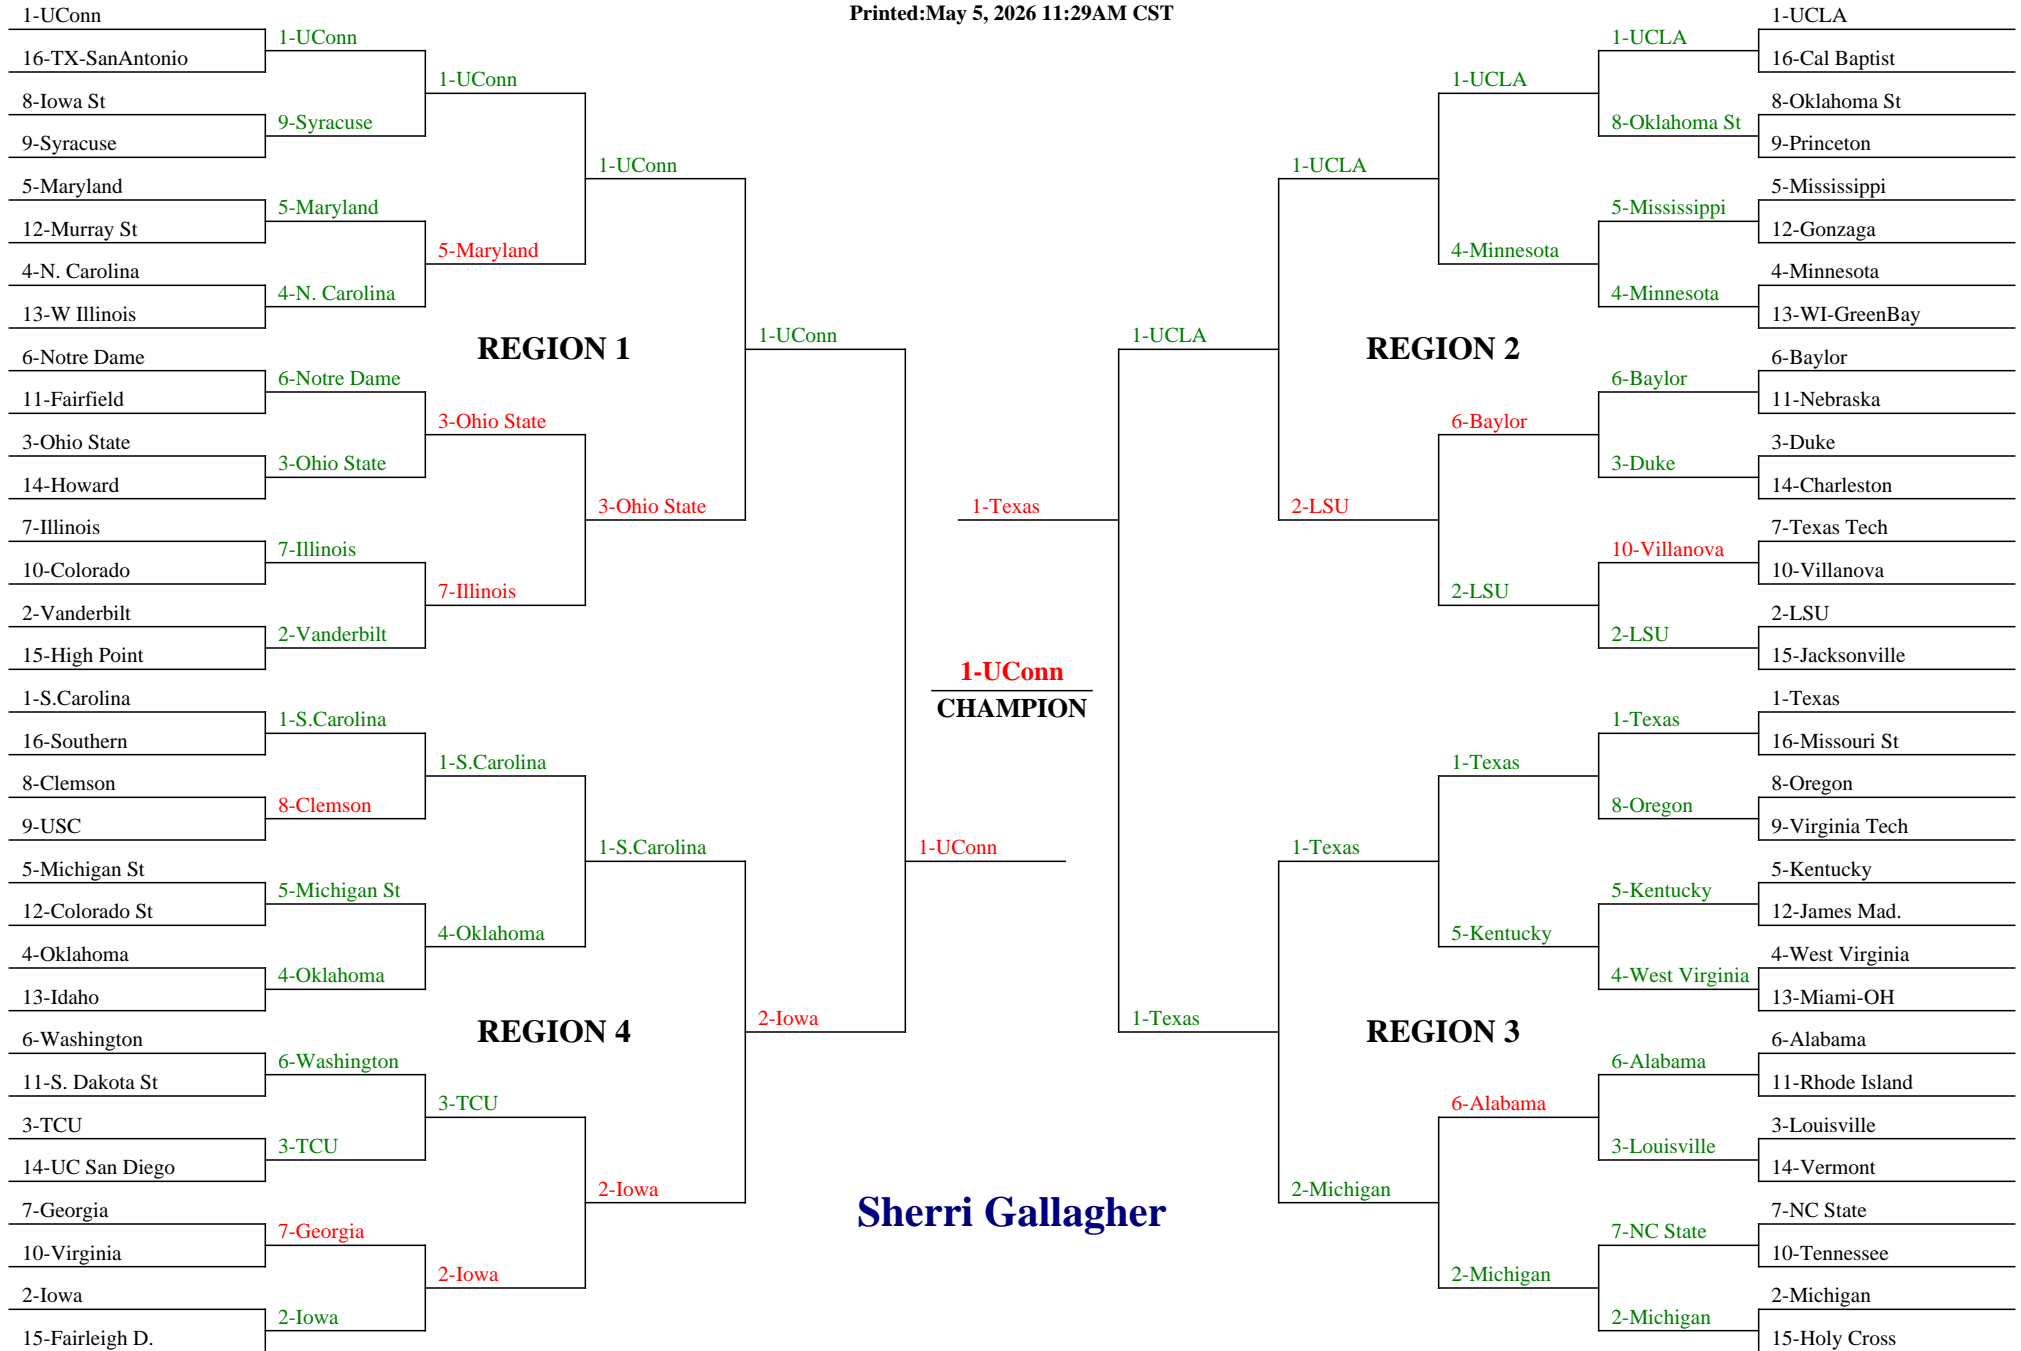 Printed:May 5, 2026 11:29AM CST
1-UConn
16-TX-SanAntonio
8-Iowa St
9-Syracuse
5-Maryland
12-Murray St
4-N. Carolina
13-W Illinois
6-Notre Dame
11-Fairfield
3-Ohio State
14-Howard
7-Illinois
10-Colorado
2-Vanderbilt
15-High Point
1-S.Carolina
16-Southern
8-Clemson
9-USC
5-Michigan St
12-Colorado St
4-Oklahoma
13-Idaho
6-Washington
11-S. Dakota St
3-TCU
14-UC San Diego
7-Georgia
10-Virginia
2-Iowa
15-Fairleigh D.
1-UConn
9-Syracuse
5-Maryland
4-N. Carolina
6-Notre Dame
3-Ohio State
7-Illinois
2-Vanderbilt
1-S.Carolina
8-Clemson
5-Michigan St
4-Oklahoma
6-Washington
3-TCU
7-Georgia
2-Iowa
1-UConn
5-Maryland
3-Ohio State
7-Illinois
1-S.Carolina
4-Oklahoma
3-TCU
2-Iowa
REGION 1
REGION 4
1-UConn
3-Ohio State
1-S.Carolina
2-Iowa
1-UConn
2-Iowa
1-UConn
1-Texas
1-UConn
CHAMPION
Sherri Gallagher
1-UCLA
1-Texas
1-UCLA
2-LSU
1-Texas
2-Michigan
REGION 2
REGION 3
1-UCLA
4-Minnesota
6-Baylor
2-LSU
1-Texas
5-Kentucky
6-Alabama
2-Michigan
1-UCLA
8-Oklahoma St
5-Mississippi
4-Minnesota
6-Baylor
3-Duke
10-Villanova
2-LSU
1-Texas
8-Oregon
5-Kentucky
4-West Virginia
6-Alabama
3-Louisville
7-NC State
2-Michigan
1-UCLA
16-Cal Baptist
8-Oklahoma St
9-Princeton
5-Mississippi
12-Gonzaga
4-Minnesota
13-WI-GreenBay
6-Baylor
11-Nebraska
3-Duke
14-Charleston
7-Texas Tech
10-Villanova
2-LSU
15-Jacksonville
1-Texas
16-Missouri St
8-Oregon
9-Virginia Tech
5-Kentucky
12-James Mad.
4-West Virginia
13-Miami-OH
6-Alabama
11-Rhode Island
3-Louisville
14-Vermont
7-NC State
10-Tennessee
2-Michigan
15-Holy Cross